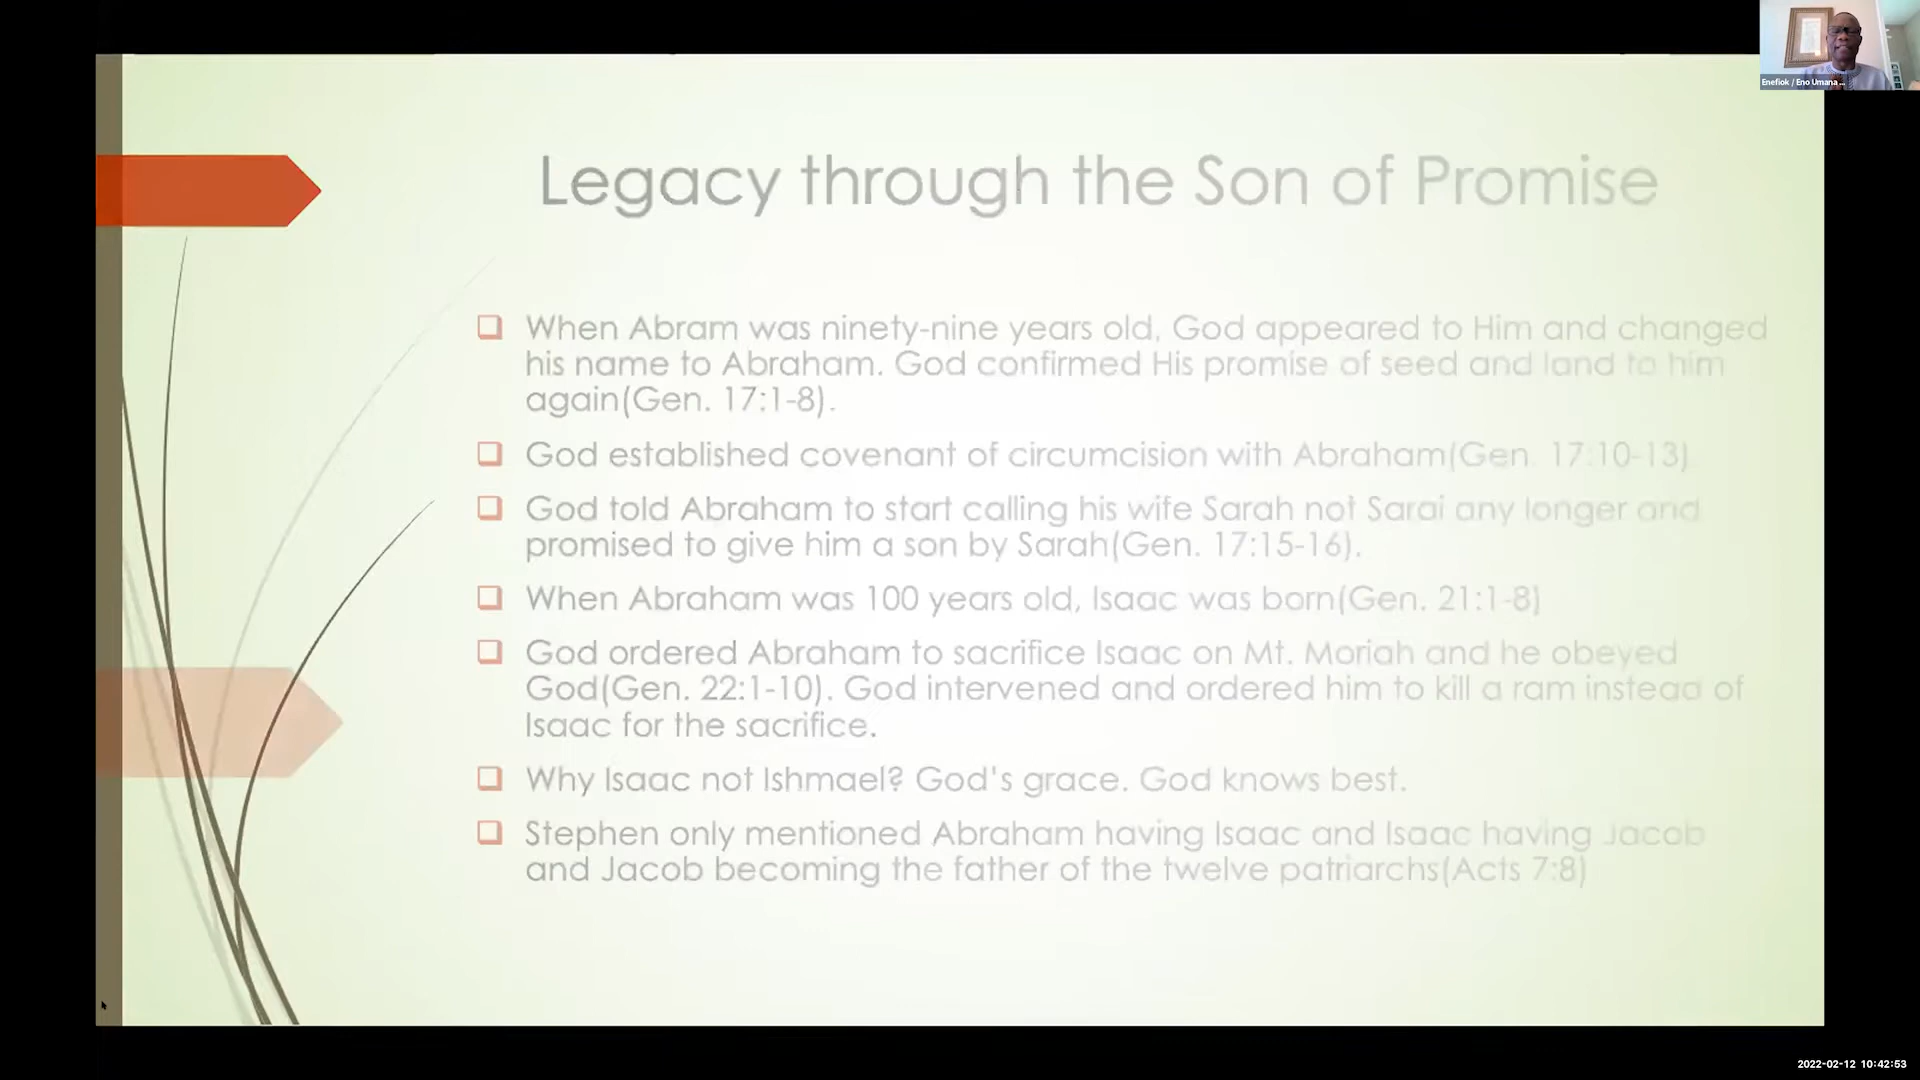 Enefiok / Eno Umana ...
Legacy through the Son of Promise
When Abram was ninety-nine years old, God appeared to Him and changed
his name to Abraham. God confirmed His promise of seed and land to him
again(Gen. 17:1-8).
God established covenant of circumcision with Abraham(Gen. 17:10-13)
God told Abraham to start calling his wife Sarah not Sarai any longer and
promised to give him a son by Sarah(Gen. 17:15-16).
When Abraham was 100 years old, Isaac was born(Gen. 21:1-8)
God ordered Abraham to sacrifice Isaac on Mt. Moriah and he obeyed
God(Gen. 22:1-10). God intervened and ordered him to kill a ram instead of
Isaac for the sacrifice.
Why Isaac not Ishmael? God's grace. God knows best.
Stephen only mentioned Abraham having Isaac and Isaac having Jacob
and Jacob becoming the father of the twelve patriarchs(Acts 7:8)
2022-02-12 10:42:53